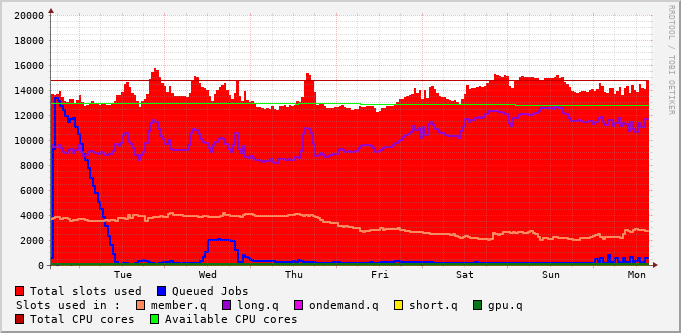 20000
18000
16000
14000
12000
10000
8000
6000
4000
2000
0
Tue Wed Thu Fri Sat Sun Mon
Total slots used Queued Jobs
Slots used in : member.q long.q ondemand.q short.q gpu.q
Total CPU cores Available CPU cores
RRDTOOL / TOBI OETIKER